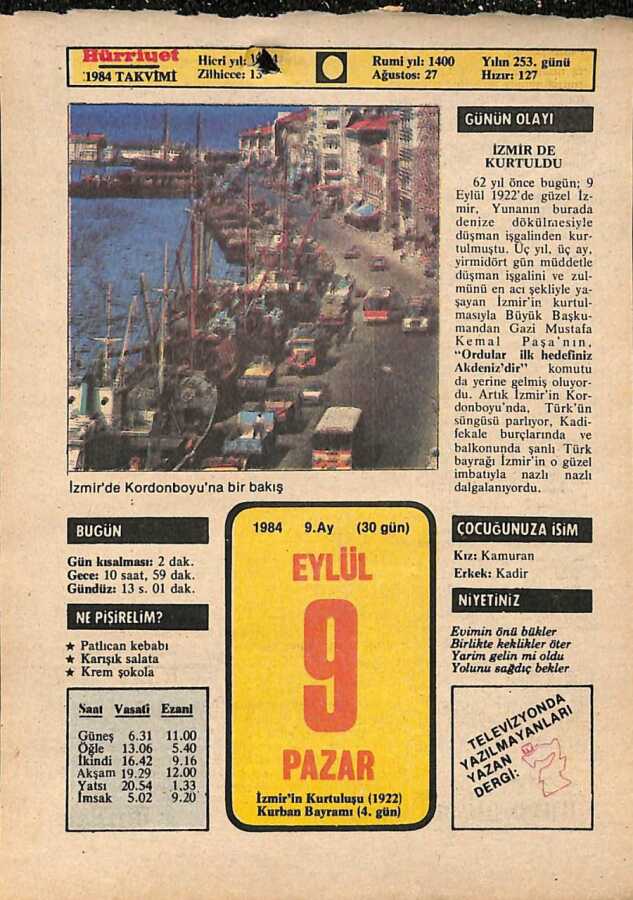 Hürriyet
1984 TAKVİMİ
Hicri yıl:
Zilhicce: 13
Rumi yıl: 1400
Ağustos: 27
Yılın 253. günü
Hızır: 127
GÜNÜN OLAYI
İZMİR DE
KURTULDU
62 yıl önce bugün; 9
Eylül 1922'de güzel İz-
mir, Yunanın burada
denize dökülmesiyle
düşman işgalinden kur-
tulmuştu. Üç yıl, üç ay,
yirmidört gün müddetle
düşman işgalini ve zul-
münü en acı şekliyle ya-
şayan İzmir'in kurtul-
masıyla Büyük Başku-
mandan Gazi Mustafa
Kemal Paşa'nın,
"Ordular ilk hedefiniz
Akdeniz'dir" komutu
da yerine gelmiş oluyor-
du. Artık İzmir'in Kor-
donboyu'nda, Türk'ün
süngüsü parlıyor, Kadi-
fekale burçlarında ve
balkonunda şanlı Türk
bayrağı İzmir'in o güzel
imbatıyla nazlı nazlı
dalgalanıyordu.
İzmir'de Kordonboyu'na bir bakış
BUGÜN
Gün kısalması: 2 dak.
Gece: 10 saat, 59 dak.
Gündüz: 13 s. 01 dak.
NE PİŞİRELİM?
★ Patlıcan kebabı
★ Karışık salata
★ Krem şokola
Saat Vasati Ezani
Güneş 6.31 11.00
Öğle 13.06 5.40
İkindi 16.42 9.16
Akşam 19.29 12.00
Yatsı 20.54 1.33
İmsak 5.02 9.20
1984 9.Ay (30 gün)
EYLÜL
9
PAZAR
İzmir'in Kurtuluşu (1922)
Kurban Bayramı (4. gün)
ÇOCUĞUNUZA İSİM
Kız: Kamuran
Erkek: Kadir
NİYETİNİZ
Evimin önü bükler
Birlikte keklikler öter
Yarim gelin mi oldu
Yolunu sağdıç bekler
TELEVİZYONDA
YAZILMAYANLARI
YAZAN
DERGİ: